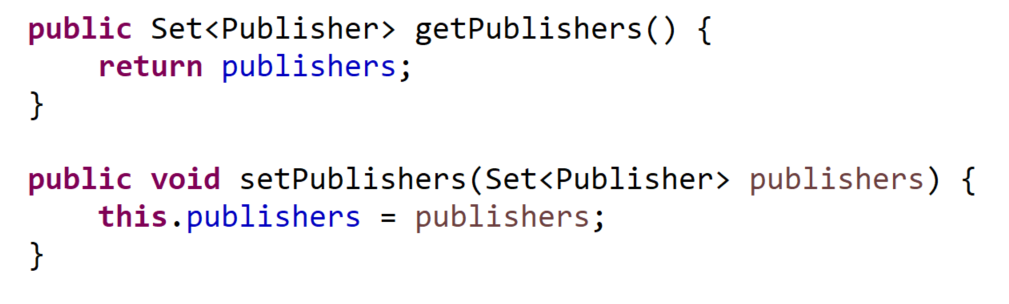 public Set<Publisher> getPublishers() {
    return publishers;
}

public void setPublishers(Set<Publisher> publishers) {
    this.publishers = publishers;
}